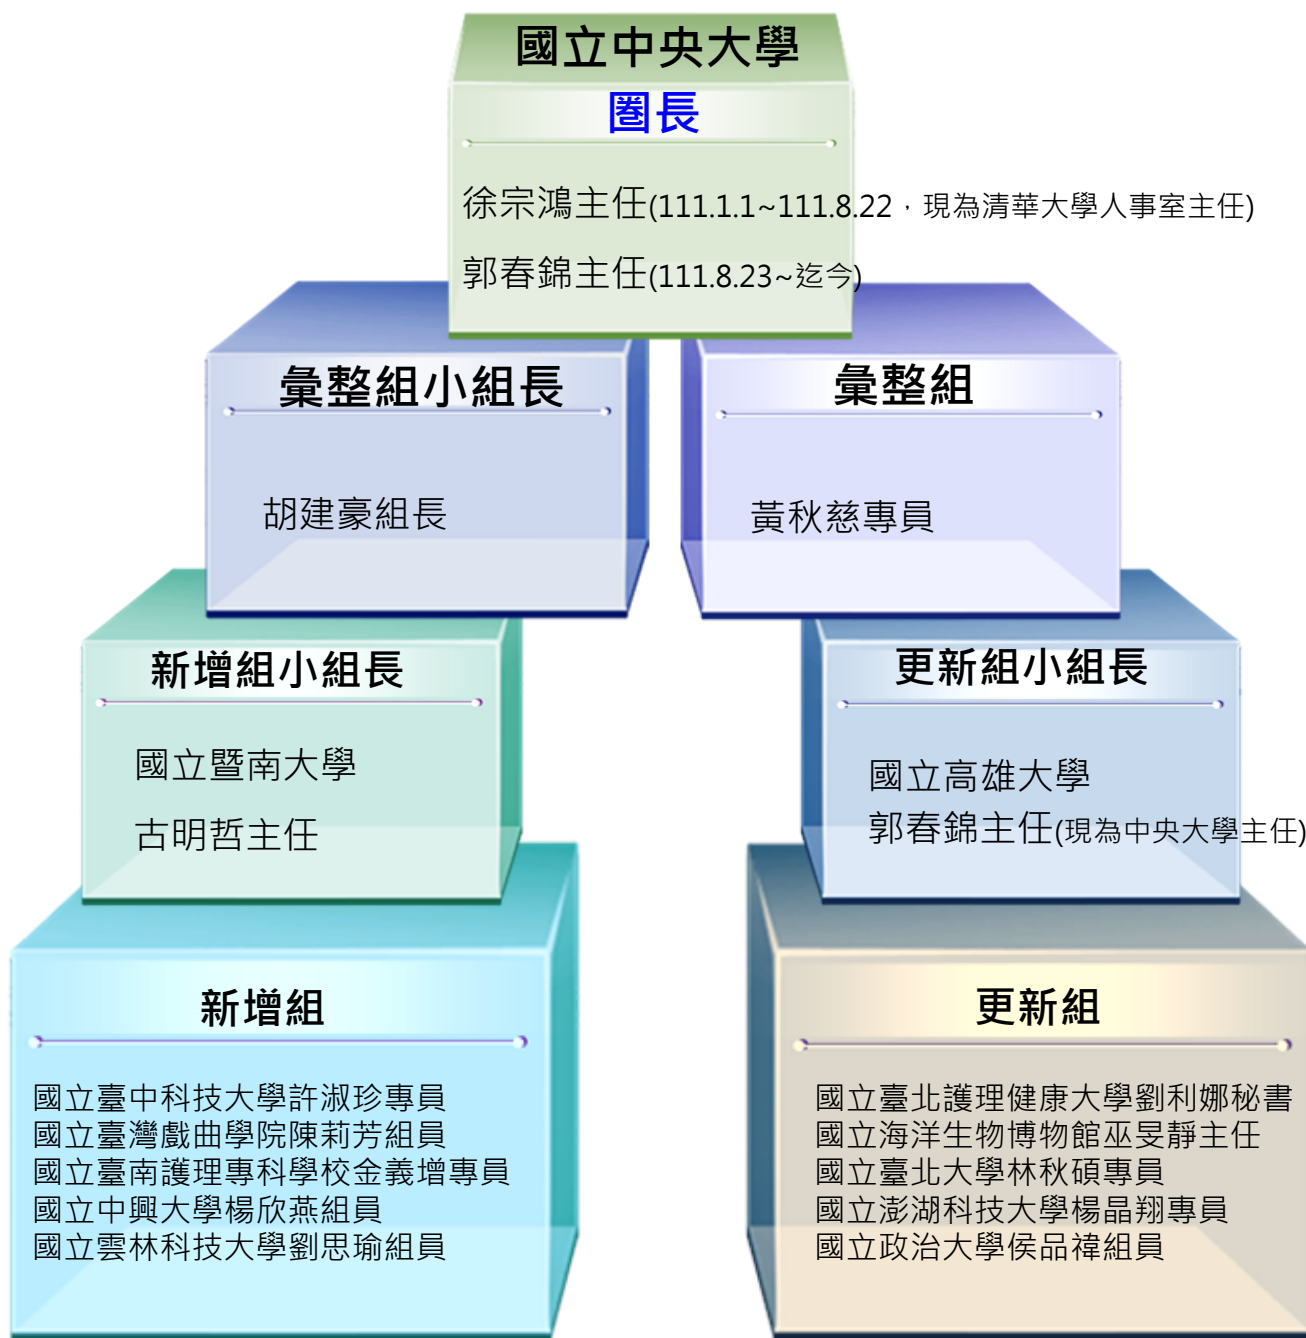 國立中央大學
圈長
徐宗鴻主任(111.1.1~111.8.22，現為清華大學人事室主任)
郭春錦主任(111.8.23~迄今)
彙整組小組長
胡建豪組長
彙整組
黃秋慈專員
新增組小組長
國立暨南大學
古明哲主任
更新組小組長
國立高雄大學
郭春錦主任(現為中央大學主任)
新增組
國立臺中科技大學許淑珍專員
國立臺灣戲曲學院陳莉芳組員
國立臺南護理專科學校金義增專員
國立中興大學楊欣燕組員
國立雲林科技大學劉思瑜組員
更新組
國立臺北護理健康大學劉利娜秘書
國立海洋生物博物館巫旻靜主任
國立臺北大學林秋碩專員
國立澎湖科技大學楊晶翔專員
國立政治大學侯品禕組員